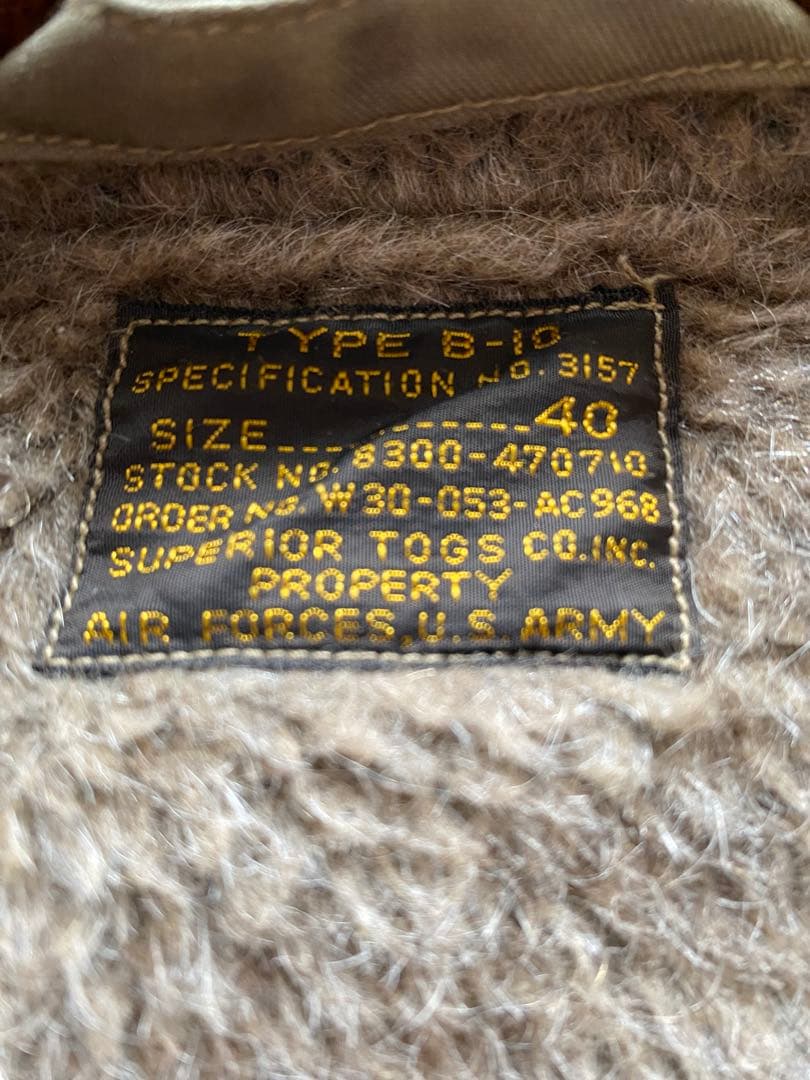 TYPE B-10
SPECIFICATION NO. 3157
SIZE ........... 40
STOCK NO. 8300-470710
ORDER NO. W30-053-AC968
SUPERIOR TOGS CO. INC.
PROPERTY
AIR FORCES, U.S. ARMY